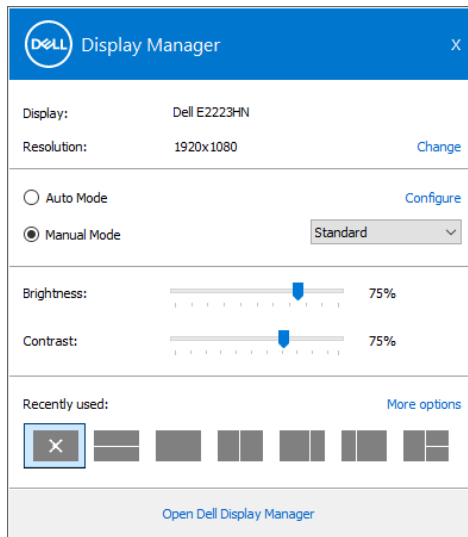 DELL Display Manager X
Display: Dell E2223HN
Resolution: 1920x1080 Change
Auto Mode Configure
Manual Mode Standard
Brightness: 75%
Contrast: 75%
Recently used: More options
Open Dell Display Manager